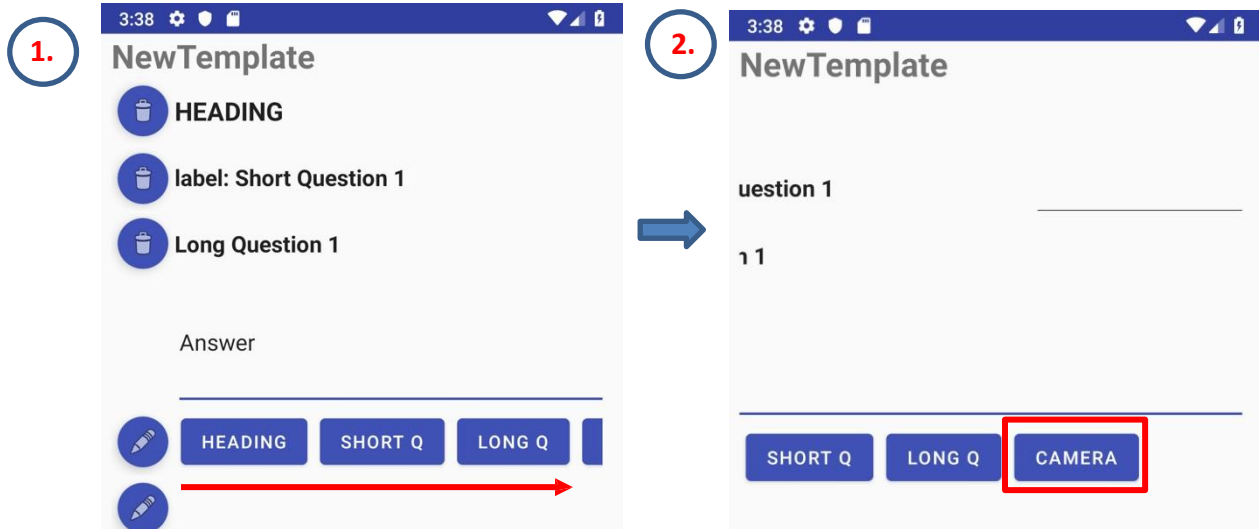 1.
3:38
NewTemplate
HEADING
label: Short Question 1
Long Question 1
Answer
HEADING SHORT Q LONG Q
2.
3:38
NewTemplate
uestion 1
1
SHORT Q LONG Q CAMERA